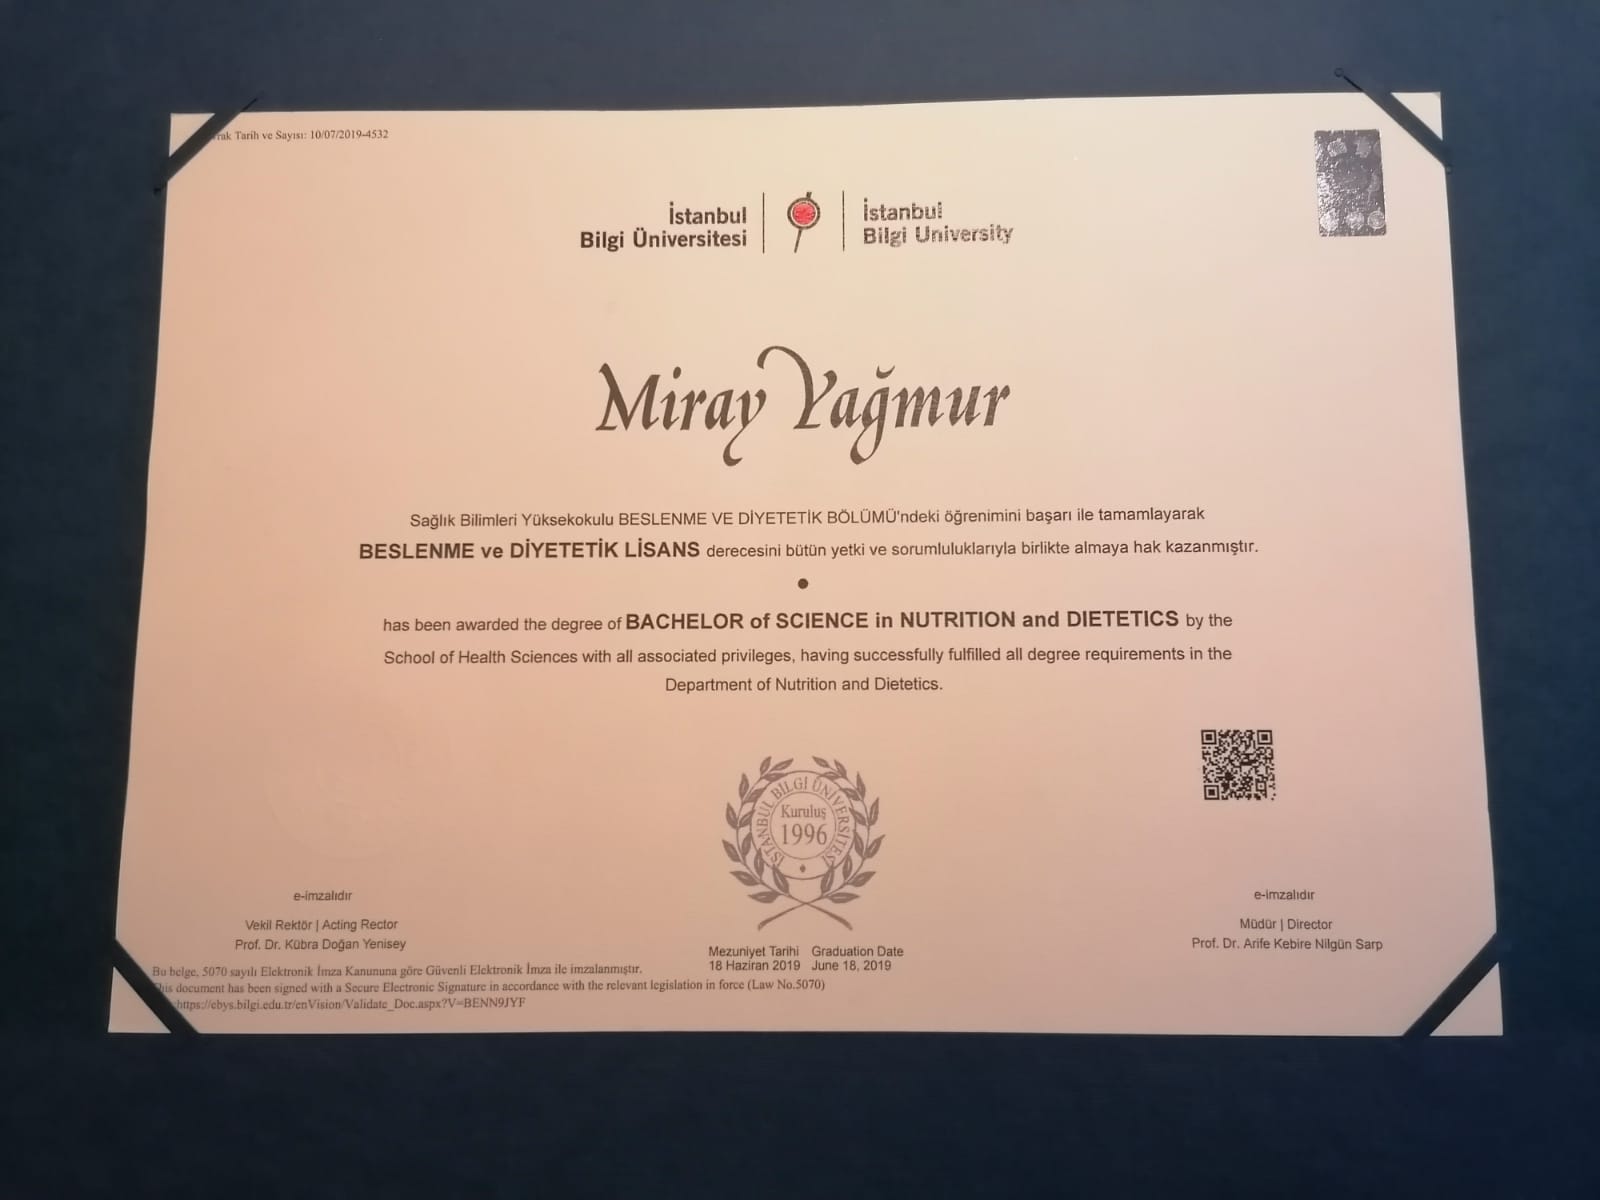 Tarih ve Sayısı: 10/07/2019-4532
İstanbul
Bilgi Üniversitesi
İstanbul
Bilgi University
Miray Yağmur
Sağlık Bilimleri Yüksekokulu BESLENME VE DİYETETİK BÖLÜMÜ'ndeki öğrenimini başarı ile tamamlayarak
BESLENME ve DİYETETİK LİSANS derecesini bütün yetki ve sorumluluklarıyla birlikte almaya hak kazanmıştır.
has been awarded the degree of BACHELOR of SCIENCE in NUTRITION and DIETETICS by the
School of Health Sciences with all associated privileges, having successfully fulfilled all degree requirements in the
Department of Nutrition and Dietetics.
İSTANBUL BİLGİ ÜNİVERSİTESİ
Kuruluş
1996
e-imzalıdır
Vekil Rektör | Acting Rector
Prof. Dr. Kübra Doğan Yenisey
Mezuniyet Tarihi Graduation Date
18 Haziran 2019 June 18, 2019
e-imzalıdır
Müdür | Director
Prof. Dr. Arife Kebire Nilgün Sarp
Bu belge, 5070 sayılı Elektronik İmza Kanununa göre Güvenli Elektronik İmza ile imzalanmıştır.
This document has been signed with a Secure Electronic Signature in accordance with the relevant legislation in force (Law No.5070)
https://ebys.bilgi.edu.tr/enVision/Validate_Doc.aspx?V=BENN9JYF